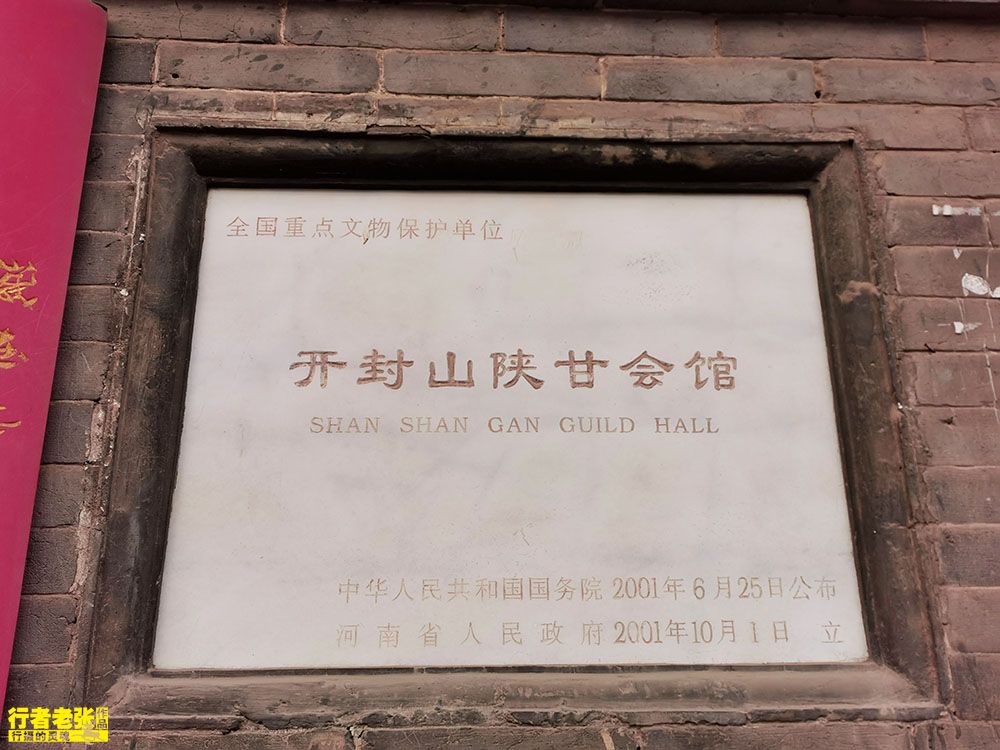 全国重点文物保护单位
开封山陕甘会馆
SHAN SHAN GAN GUILD HALL
中华人民共和国国务院 2001年6月25日公布
河南省人民政府 2001年10月1日 立
行者老张
作品